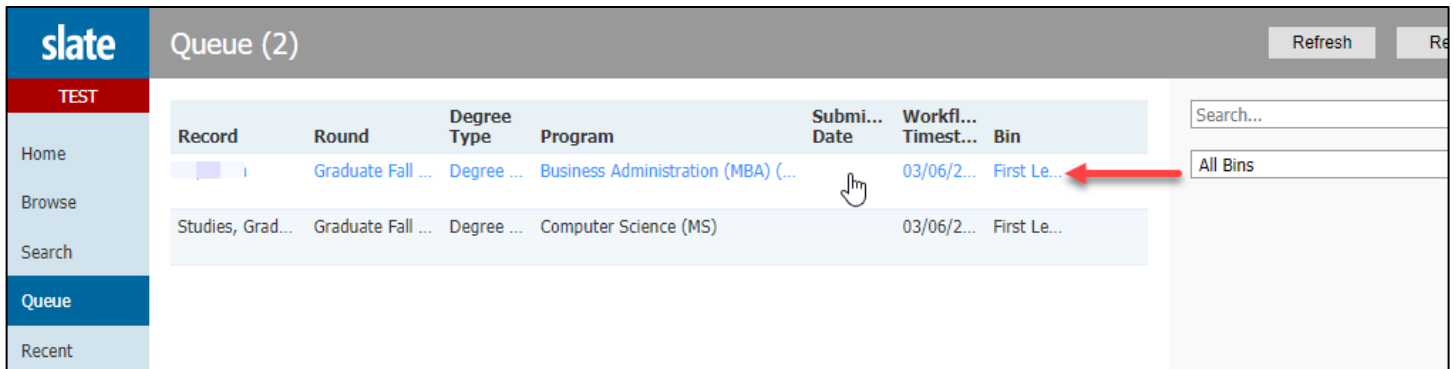 slate
Queue (2)
Refresh
Re
TEST
Home
Browse
Search
Queue
Recent
Record Round Degree Type Program Submi... Date Workfl... Timest... Bin
Graduate Fall ... Degree ... Business Administration (MBA) (... 03/06/2... First Le...
Studies, Grad... Graduate Fall ... Degree ... Computer Science (MS) 03/06/2... First Le...
Search...
All Bins